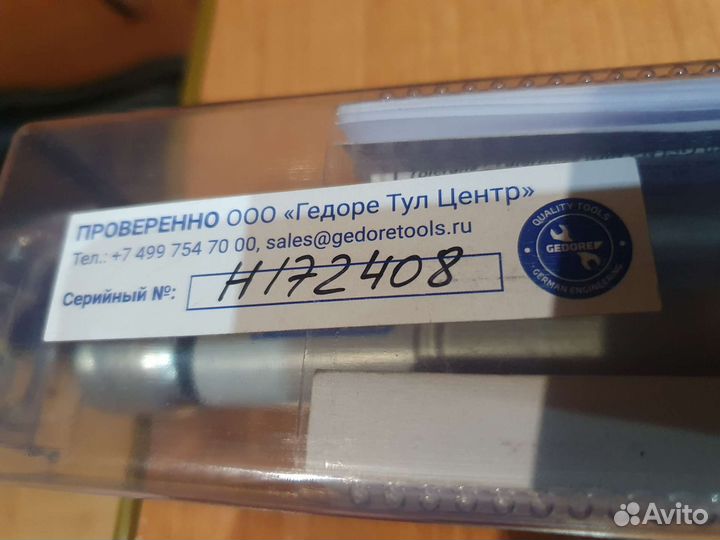 ПРОВЕРЕННО ООО «Гедоре Тул Центр»
Тел.: +7 499 754 70 00, sales@gedoretools.ru
Серийный №: H172408
QUALITY TOOLS
GEDORE
GERMAN ENGINEERING
Avito